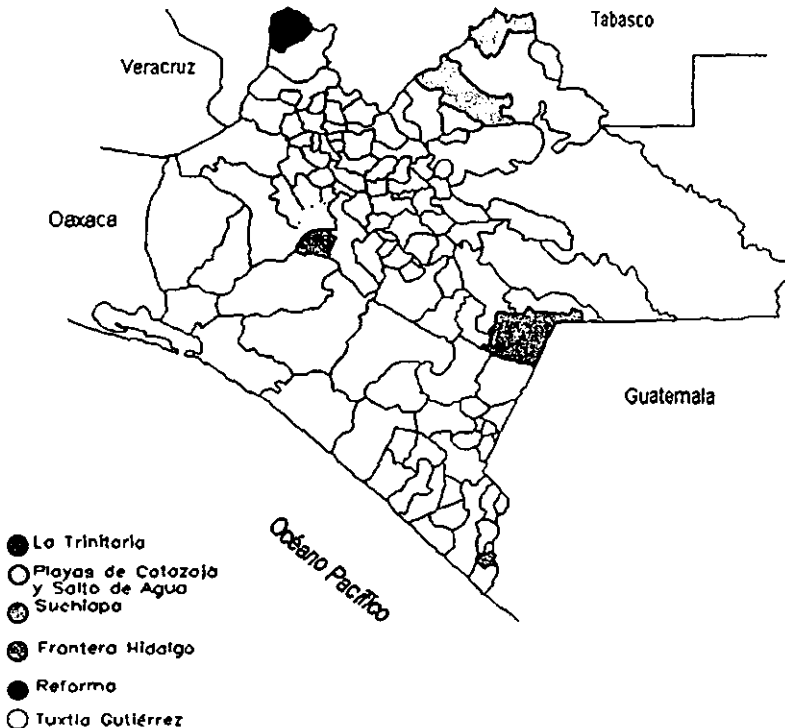 Tabasco
Veracruz
Oaxaca
Guatemala
Océano Pacífico
La Trinitaria
Playas de Catazajá
y Salto de Agua
Suchiapa
Frontera Hidalgo
Reforma
Tuxtla Gutiérrez